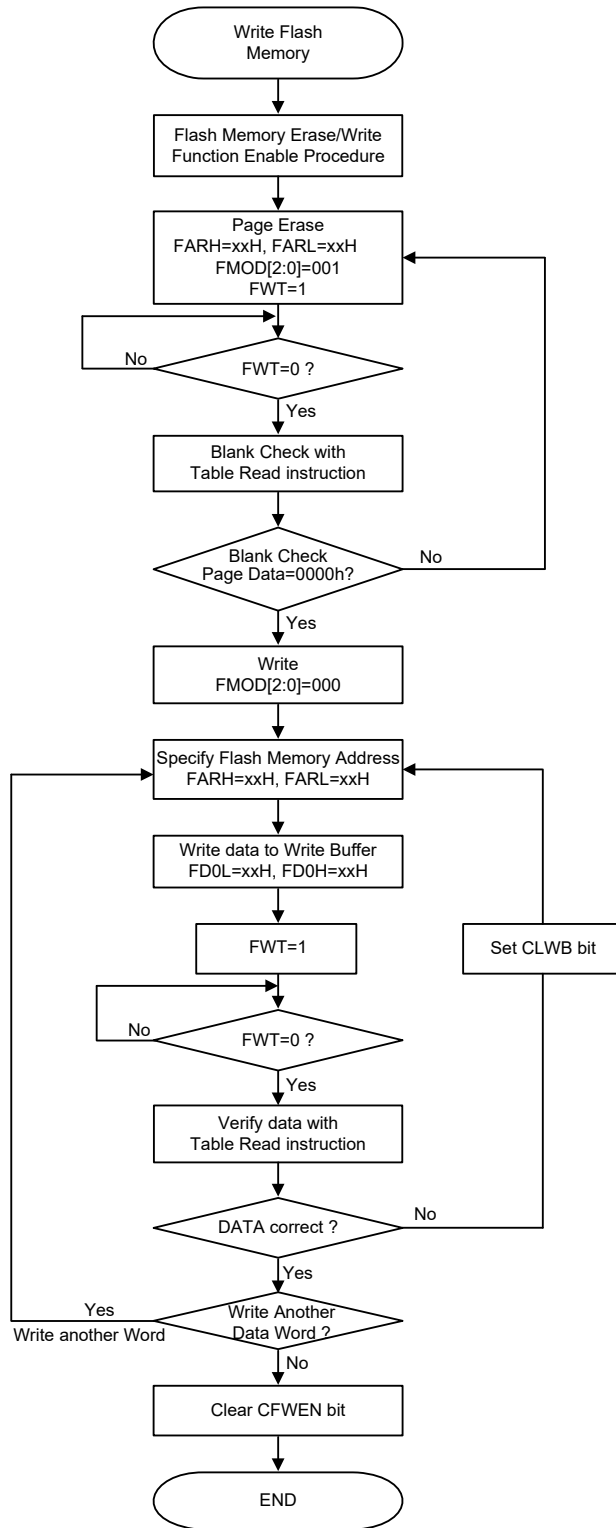 Write Flash
Memory
Flash Memory Erase/Write
Function Enable Procedure
Page Erase
FARH=xxH, FARL=xxH
FMOD[2:0]=001
FWT=1
No
FWT=0 ?
Yes
Blank Check with
Table Read instruction
Blank Check
Page Data=0000h?
No
Yes
Write
FMOD[2:0]=000
Specify Flash Memory Address
FARH=xxH, FARL=xxH
Write data to Write Buffer
FD0L=xxH, FD0H=xxH
FWT=1
Set CLWB bit
No
FWT=0 ?
Yes
Verify data with
Table Read instruction
DATA correct ?
No
Yes
Write Another
Data Word ?
Yes
Write another Word
No
Clear CFWEN bit
END